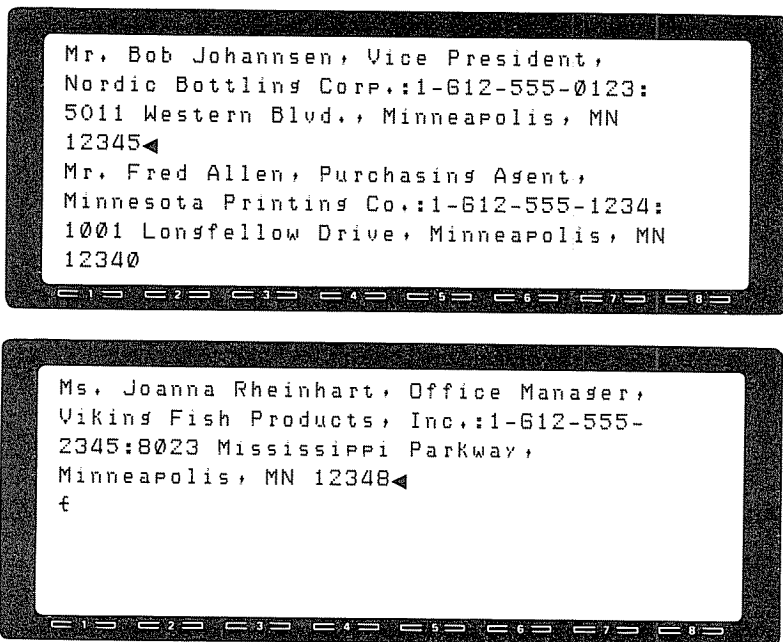 Mr. Bob Johannsen, Vice President,
Nordic Bottling Corp.:1-612-555-0123:
5011 Western Blvd., Minneapolis, MN
12345◀
Mr. Fred Allen, Purchasing Agent,
Minnesota Printing Co.:1-612-555-1234:
1001 Longfellow Drive, Minneapolis, MN
12340
1 2 3 4 5 6 7 8
Ms. Joanna Rheinhart, Office Manager,
Viking Fish Products, Inc.:1-612-555-
2345:8023 Mississippi Parkway,
Minneapolis, MN 12348◀
←
1 2 3 4 5 6 7 8